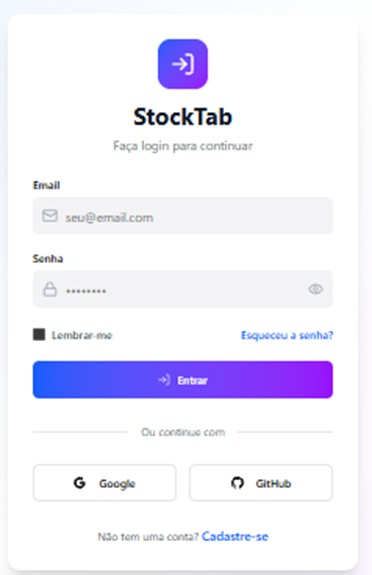 StockTab
Faça login para continuar
Email
seu@email.com
Senha
••••••••
Lembrar-me Esqueceu a senha?
Entrar
Ou continue com
Google GitHub
Não tem uma conta? Cadastre-se